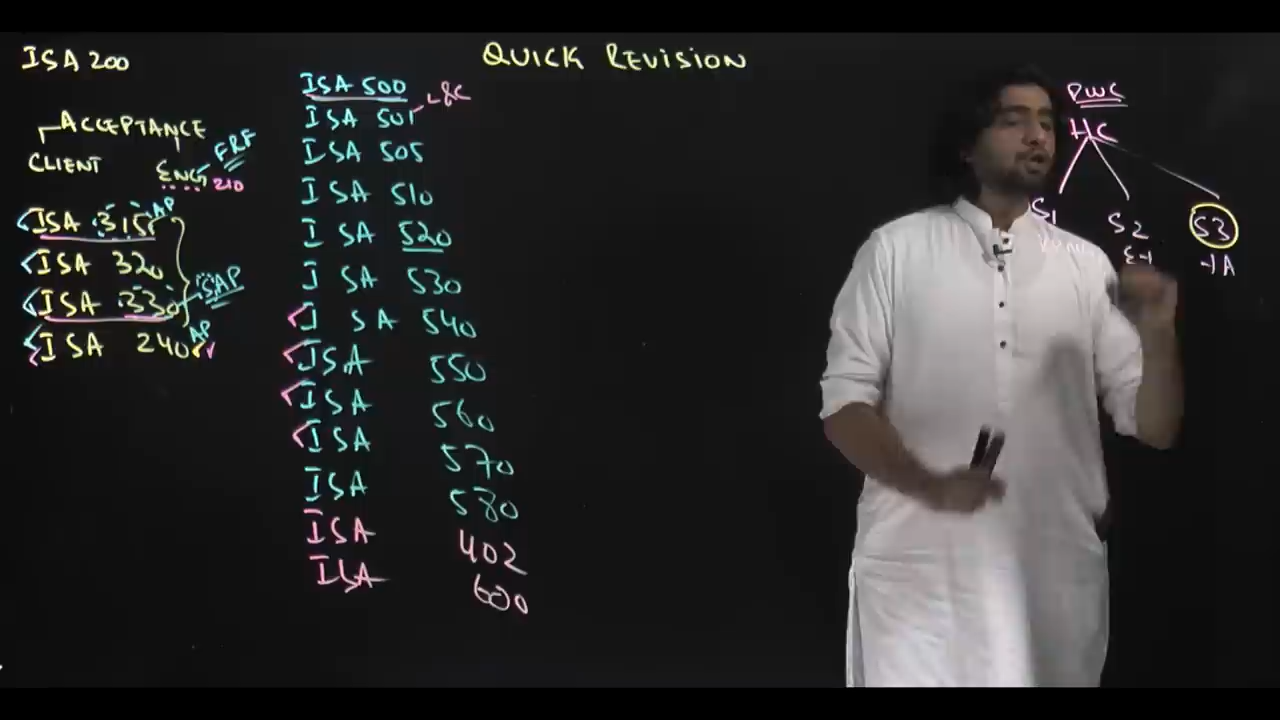 ISA 200
QUICK REVISION
ACCEPTANCE
CLIENT
ENG
FRF
210
ISA 315
AP
ISA 320
ISA 330
SAP
ISA 240
AP
ISA 500
ISA 501
L&C
ISA 505
ISA 510
ISA 520
ISA 530
ISA 540
ISA 550
ISA 560
ISA 570
ISA 580
ISA 402
ISA 600
PWC
HC
S1
S2
S3